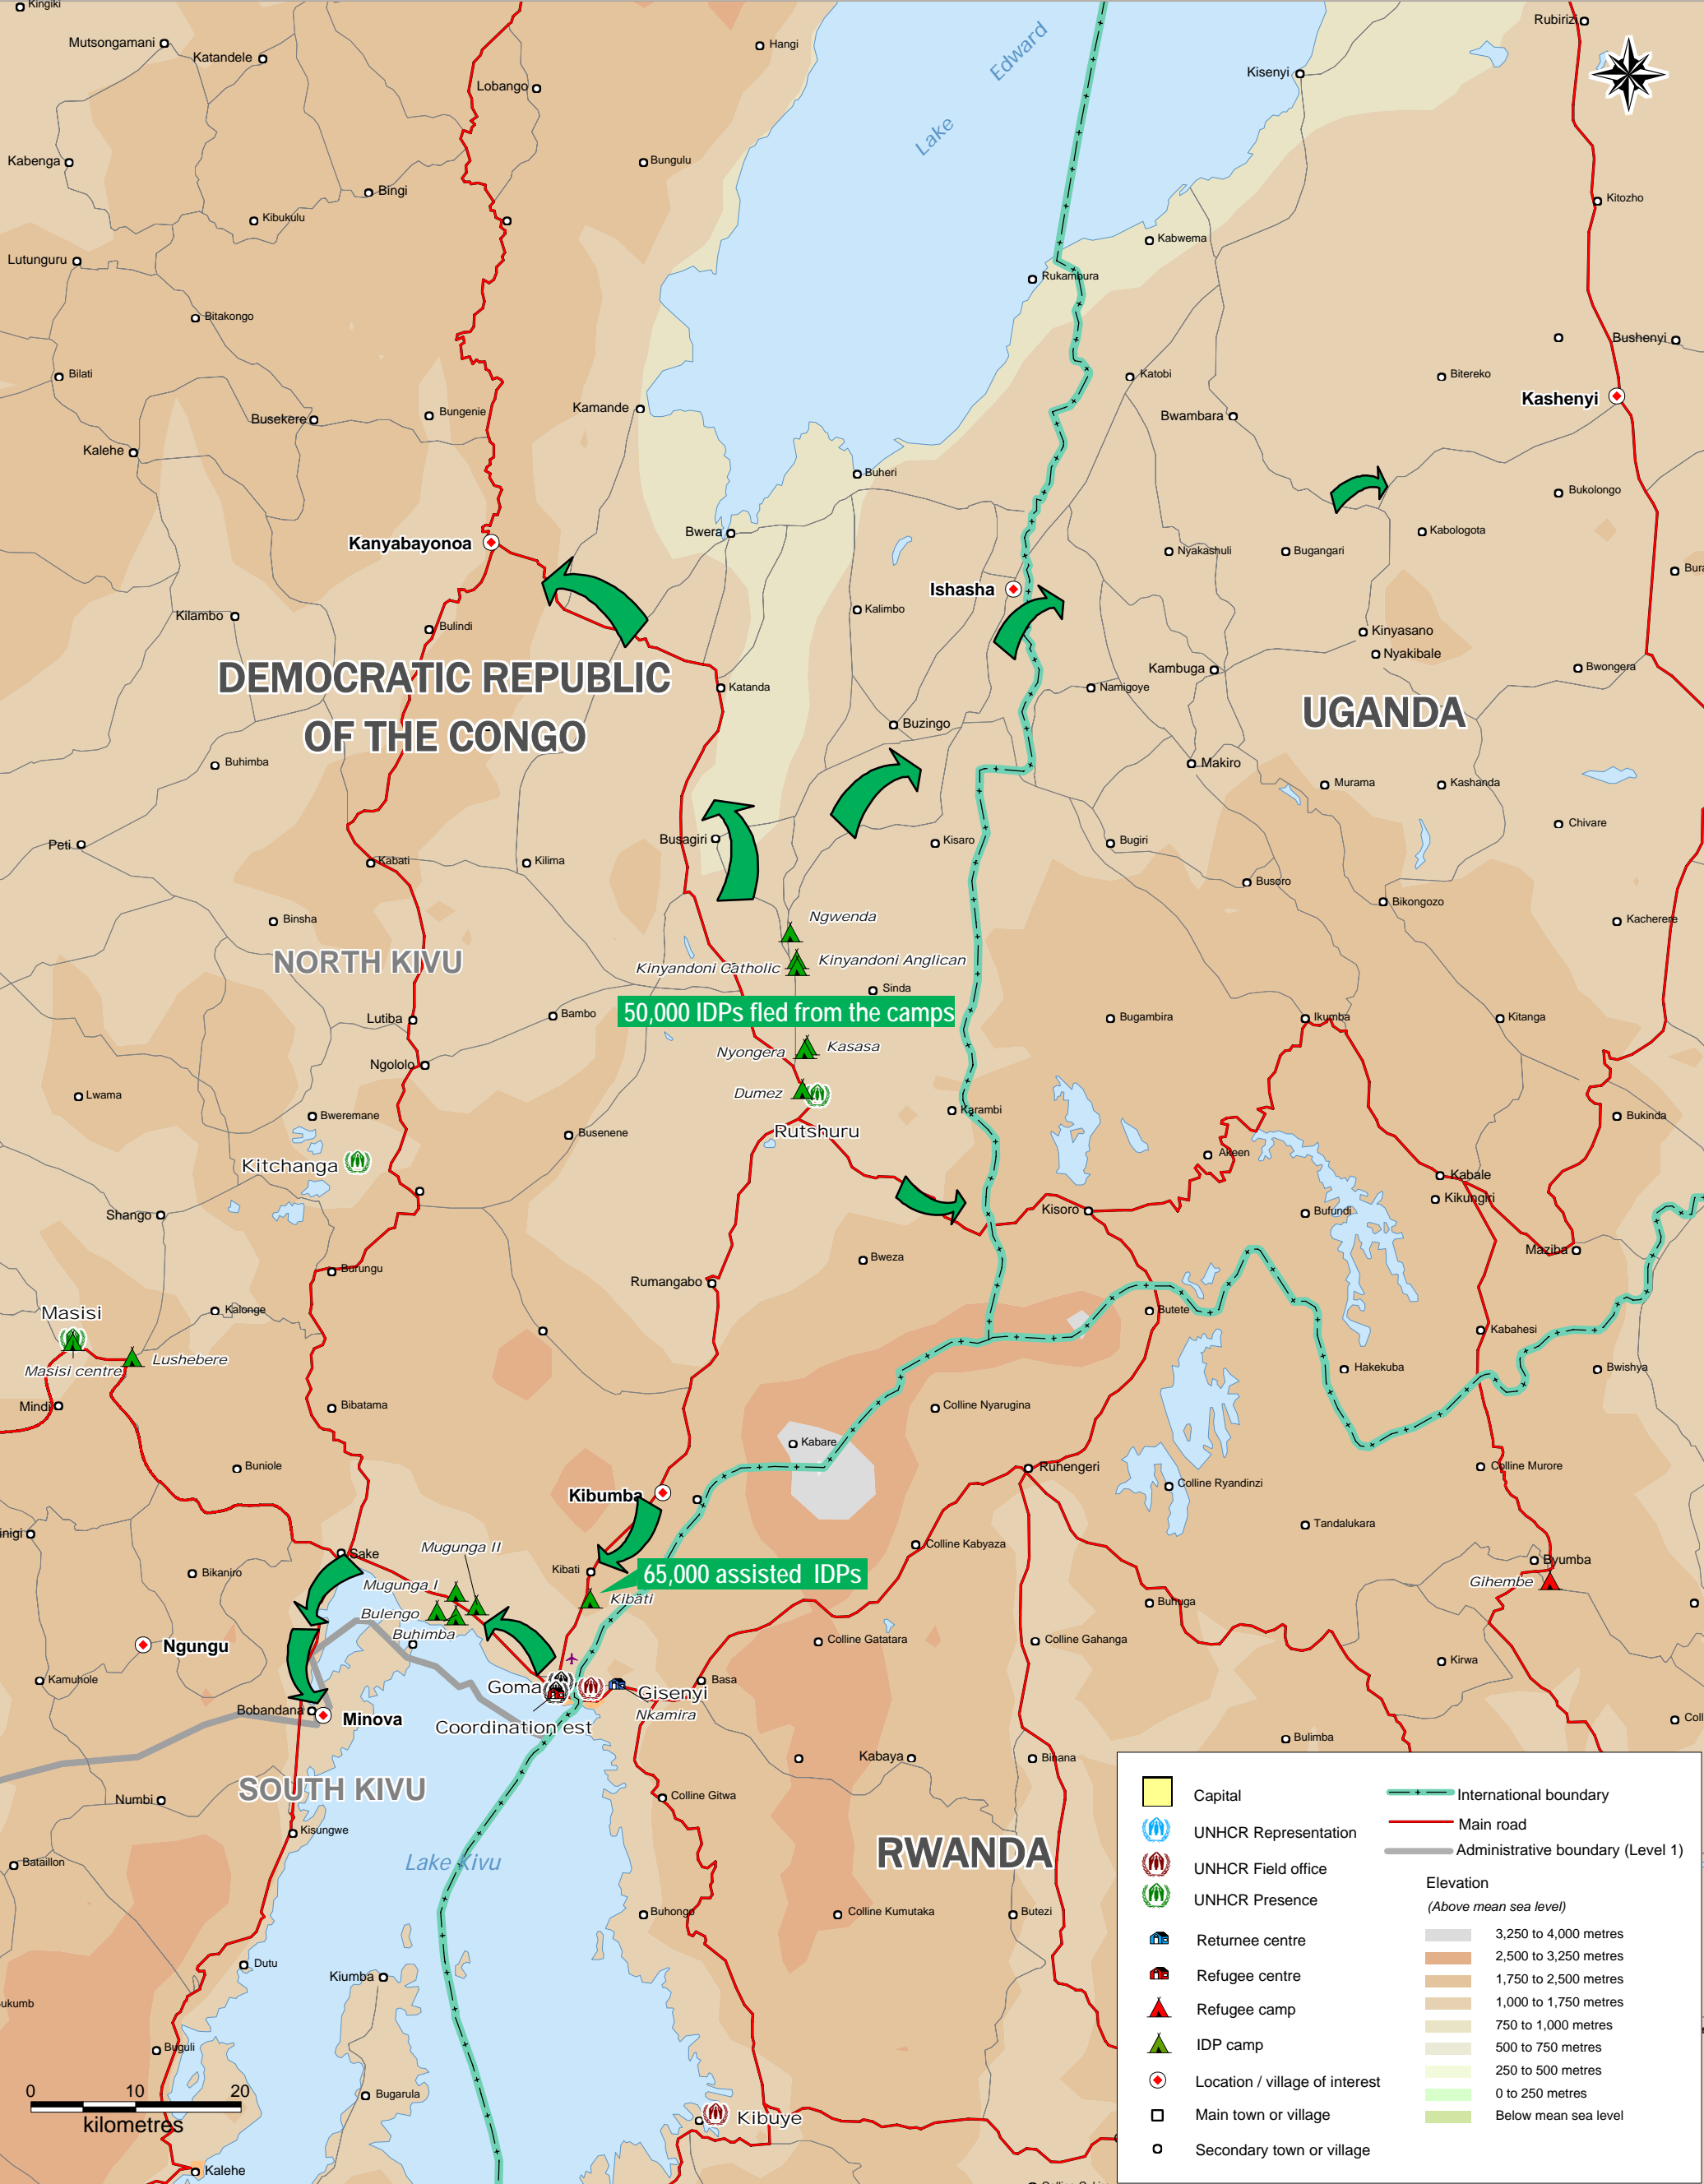 Kingiki
Mutsongamani
Katandele
Hangi
Rubirizi
Lobango
Edward
Kisenyi
Lake
Kabenga
Bungulu
Bingi
Kibukulu
Kitozho
Kabwema
Lutunguru
Rukambura
Bitakongo
Bushenyi
Bilati
Katobi
Bitereko
Kashenyi
Busekere
Bungenie
Kamande
Bwambara
Kalehe
Buheri
Bukolongo
Kanyabayonoa
Bwera
Kabologota
Nyakashuli
Bugangari
Bura
Ishasha
Kilambo
Kalimbo
Bulindi
Kinyasano
Nyakibale
DEMOCRATIC REPUBLIC
OF THE CONGO
Katanda
Kambuga
Bwongera
Namigoye
UGANDA
Buzingo
Buhimba
Makiro
Murama
Kashanda
Chivare
Peti
Busagiri
Kisaro
Bugiri
Kabati
Kilima
Busoro
Bikongozo
Binsha
Ngwenda
Kacherere
NORTH KIVU
Kinyandoni Catholic
Kinyandoni Anglican
Sinda
50,000 IDPs fled from the camps
Lutiba
Bambo
Bugambira
Ikumba
Kitanga
Nyongera
Kasasa
Ngololo
Dumez
Lwama
Bweremane
Karambi
Bukinda
Rutshuru
Busenene
Kitchanga
Akeen
Kabale
Kikungiri
Shango
Kisoro
Bufundi
Maziba
Bweza
Burungu
Rumangabo
Masisi
Kalonge
Butete
Kabahesi
Masisi centre
Lushebere
Hakekuba
Bwishya
Mindi
Bibatama
Colline Nyarugina
Kabare
Buniole
Ruhengeri
Colline Murore
Colline Ryandinzi
Kibumba
inigi
Tandalukara
Sake
Mugunga II
Colline Kabyaza
Byumba
Bikaniro
Kibati
65,000 assisted IDPs
Gihembe
Mugunga I
Kibati
Bulengo
Buhuga
Buhimba
Ngungu
Colline Gatatara
Colline Gahanga
Kirwa
Kamuhole
Goma
Gisenyi
Basa
Bobandana
Minova
Nkamira
Coordination est
Coll
Bulimba
Kabaya
Binana
SOUTH KIVU
Numbi
Colline Gitwa
Kisungwe
RWANDA
Bataillon
Lake Kivu
Buhongo
Colline Kumutaka
Butezi
Dutu
Kiumba
ukumb
Buguli
Bugarula
0 10 20
kilometres
Kibuye
Kalehe
Capital
UNHCR Representation
UNHCR Field office
UNHCR Presence
Returnee centre
Refugee centre
Refugee camp
IDP camp
Location / village of interest
Main town or village
Secondary town or village
International boundary
Main road
Administrative boundary (Level 1)
Elevation
(Above mean sea level)
3,250 to 4,000 metres
2,500 to 3,250 metres
1,750 to 2,500 metres
1,000 to 1,750 metres
750 to 1,000 metres
500 to 750 metres
250 to 500 metres
0 to 250 metres
Below mean sea level